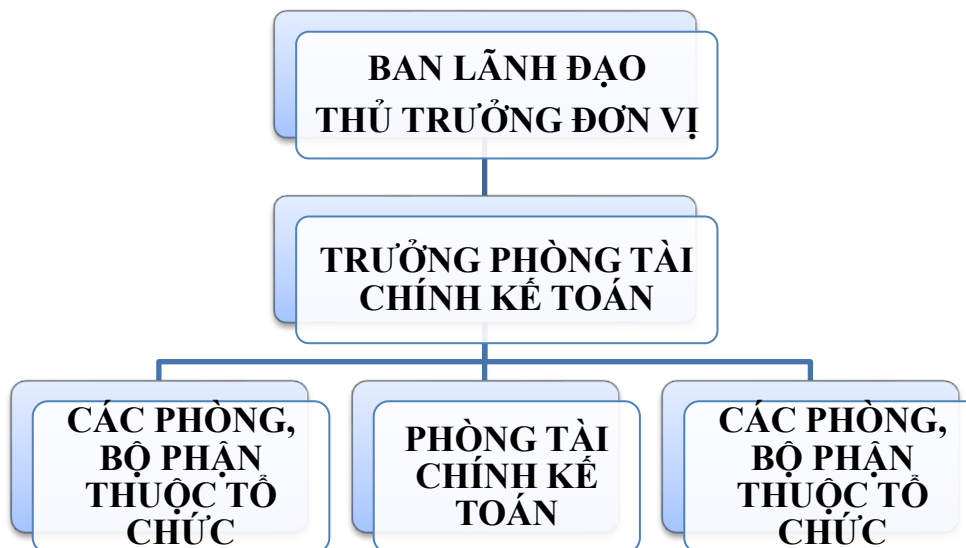 BAN LÃNH ĐẠO
THỦ TRƯỞNG ĐƠN VỊ
TRƯỞNG PHÒNG TÀI
CHÍNH KẾ TOÁN
CÁC PHÒNG,
BỘ PHẬN
THUỘC TỔ
CHỨC
PHÒNG TÀI
CHÍNH KẾ
TOÁN
CÁC PHÒNG,
BỘ PHẬN
THUỘC TỔ
CHỨC